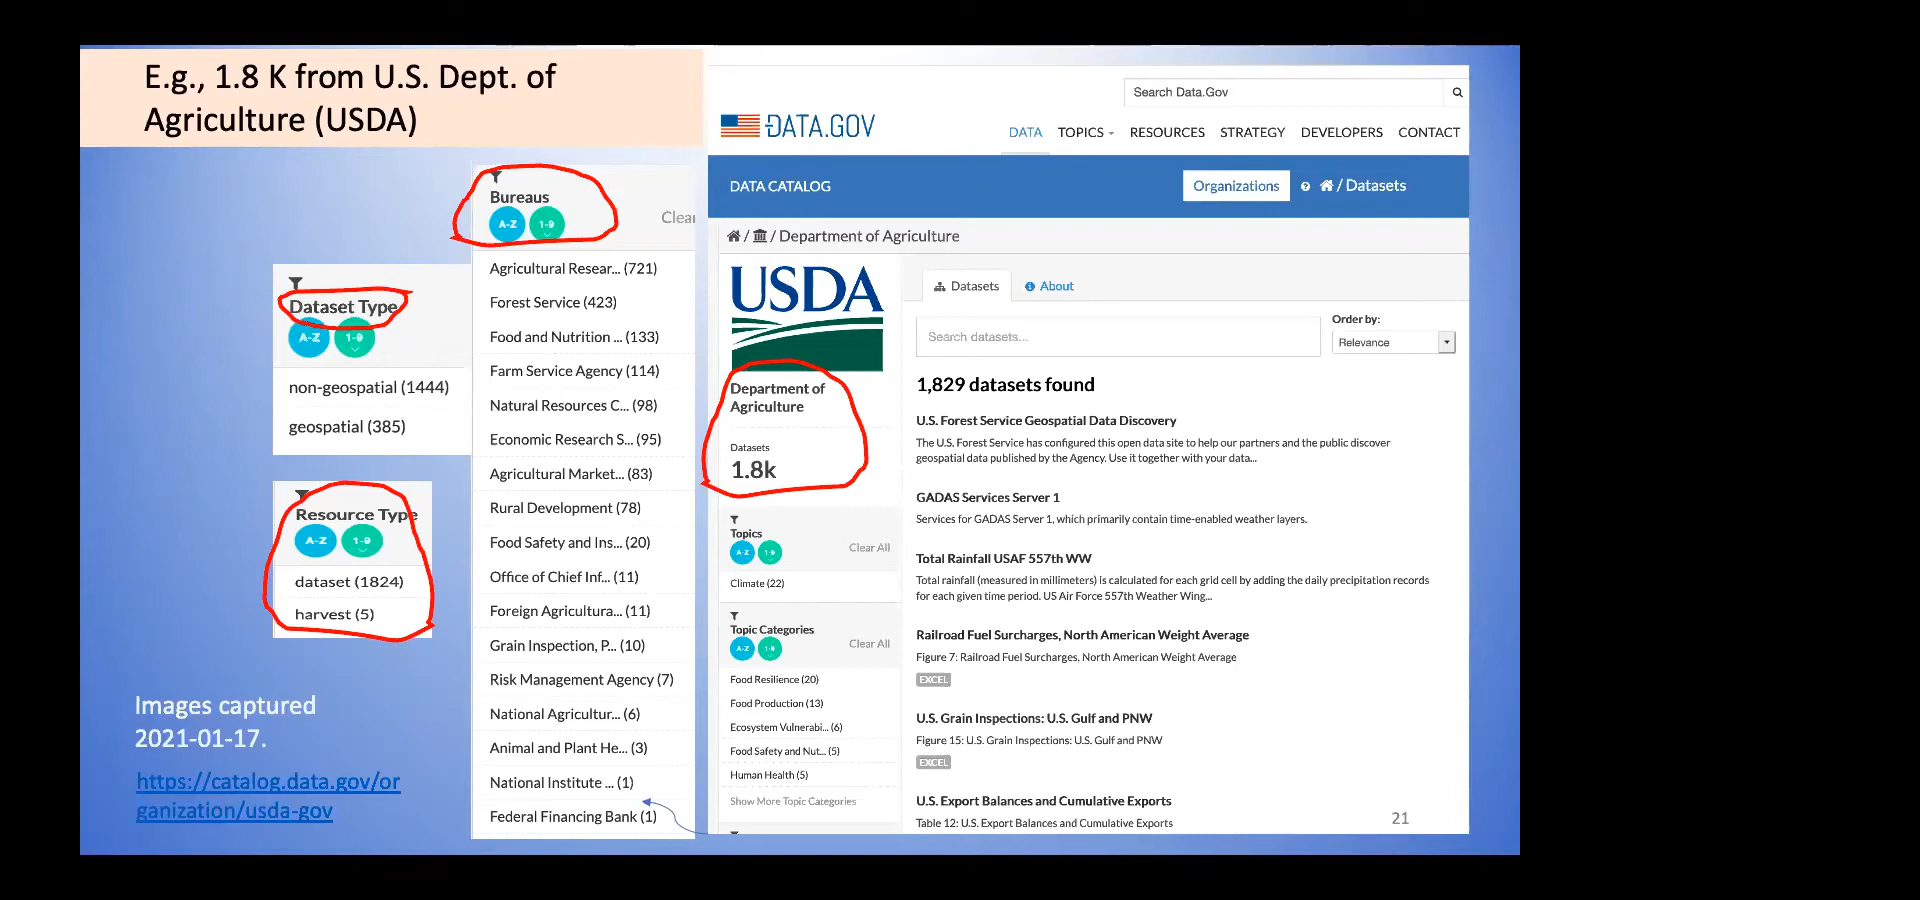 E.g., 1.8 K from U.S. Dept. of
Agriculture (USDA)
Dataset Type
A-Z 1-9
non-geospatial (1444)
geospatial (385)
Resource Type
A-Z 1-9
dataset (1824)
harvest (5)
Images captured
2021-01-17.
https://catalog.data.gov/or
ganization/usda-gov
Bureaus
A-Z 1-9
Clear
Agricultural Resear... (721)
Forest Service (423)
Food and Nutrition ... (133)
Farm Service Agency (114)
Natural Resources C... (98)
Economic Research S... (95)
Agricultural Market... (83)
Rural Development (78)
Food Safety and Ins... (20)
Office of Chief Inf... (11)
Foreign Agricultura... (11)
Grain Inspection, P... (10)
Risk Management Agency (7)
National Agricultur... (6)
Animal and Plant He... (3)
National Institute ... (1)
Federal Financing Bank (1)
Search Data.Gov
DATA.GOV
DATA TOPICS RESOURCES STRATEGY DEVELOPERS CONTACT
DATA CATALOG
Organizations / Datasets
/ / Department of Agriculture
USDA
Department of
Agriculture
Datasets
1.8k
Topics
A-Z 1-9
Clear All
Climate (22)
Topic Categories
A-Z 1-9
Clear All
Food Resilience (20)
Food Production (13)
Ecosystem Vulnerabi... (6)
Food Safety and Nut... (5)
Human Health (5)
Show More Topic Categories
Datasets About
Search datasets...
Order by:
Relevance
1,829 datasets found
U.S. Forest Service Geospatial Data Discovery
The U.S. Forest Service has configured this open data site to help our partners and the public discover
geospatial data published by the Agency. Use it together with your data...
GADAS Services Server 1
Services for GADAS Server 1, which primarily contain time-enabled weather layers.
Total Rainfall USAF 557th WW
Total rainfall (measured in millimeters) is calculated for each grid cell by adding the daily precipitation records
for each given time period. US Air Force 557th Weather Wing...
Railroad Fuel Surcharges, North American Weight Average
Figure 7: Railroad Fuel Surcharges, North American Weight Average
EXCEL
U.S. Grain Inspections: U.S. Gulf and PNW
Figure 15: U.S. Grain Inspections: U.S. Gulf and PNW
EXCEL
U.S. Export Balances and Cumulative Exports
Table 12: U.S. Export Balances and Cumulative Exports
21